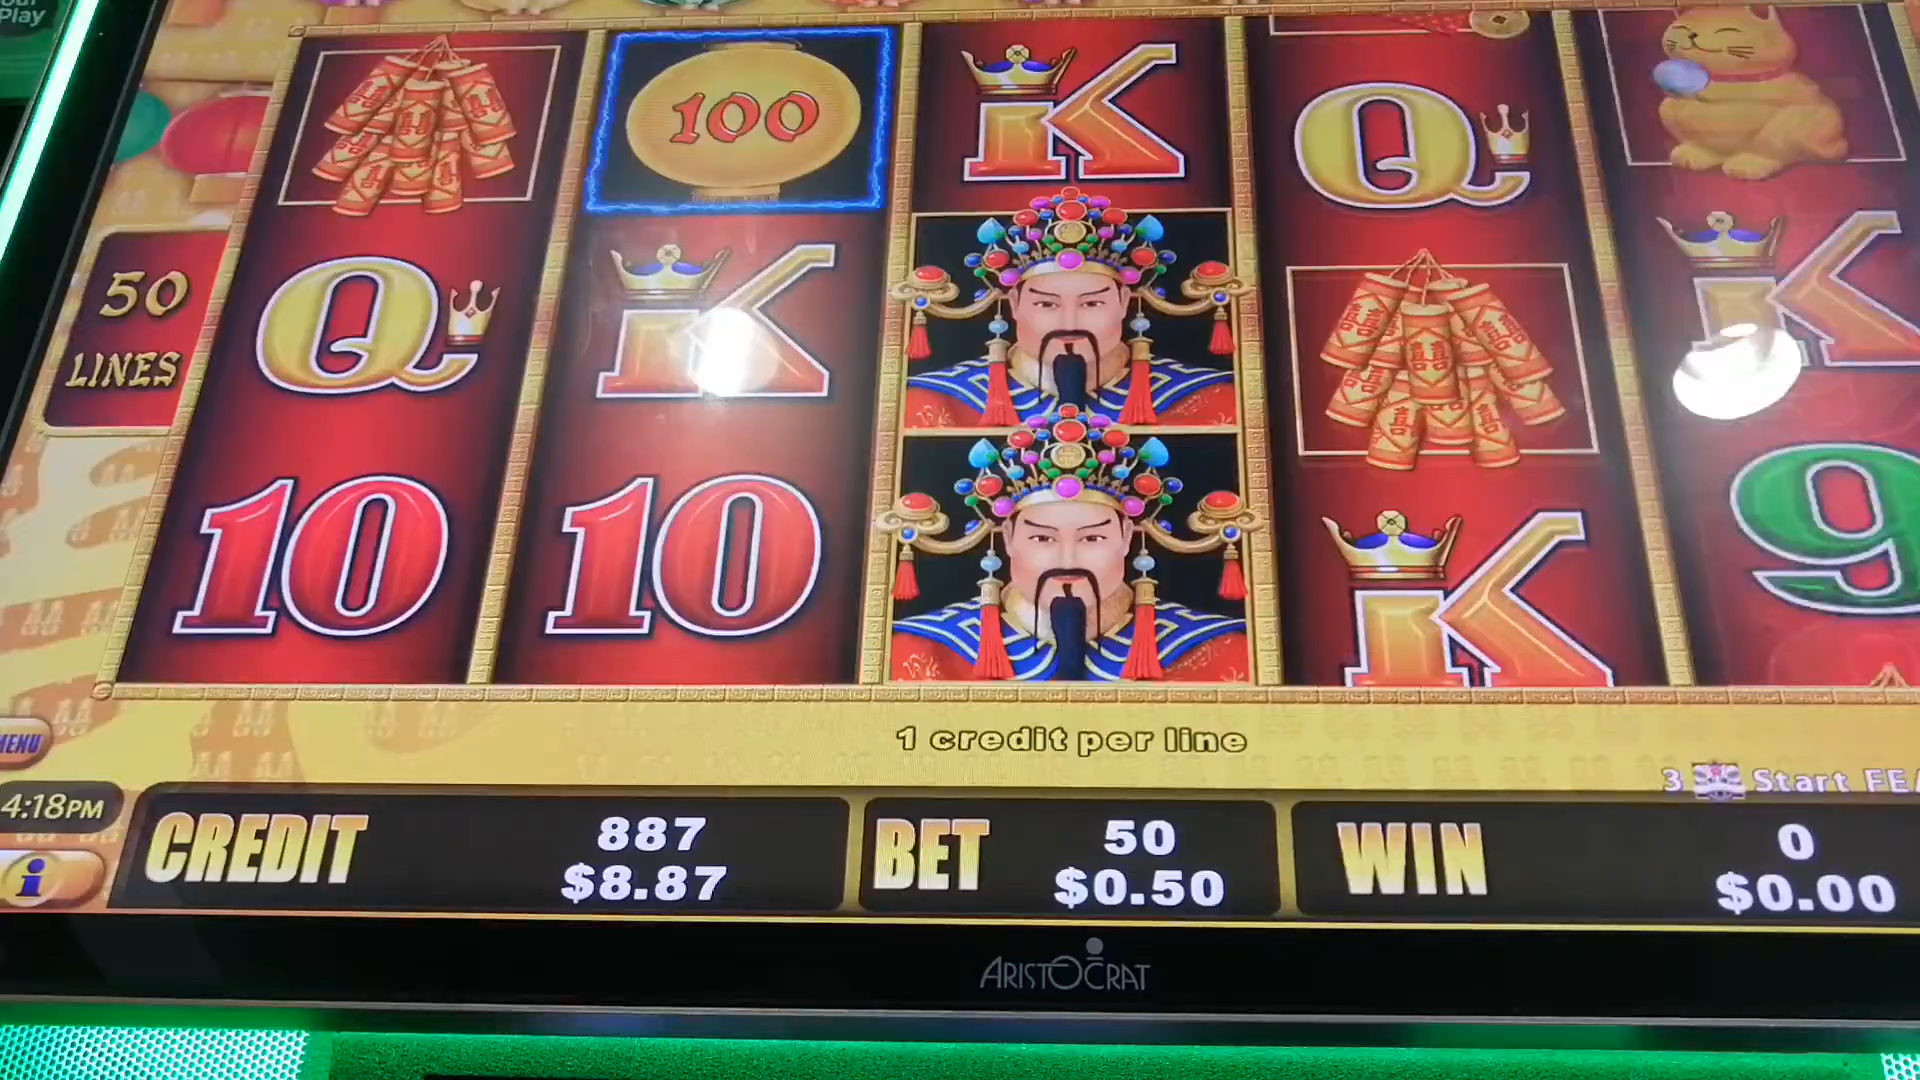 Play
100
K
Q
50
LINES
Q
K
K
10
10
K
9
1 credit per line
MENU
3 Start FEA
4:18PM
CREDIT
887
$8.87
BET
50
$0.50
WIN
0
$0.00
i
ARISTOCRAT